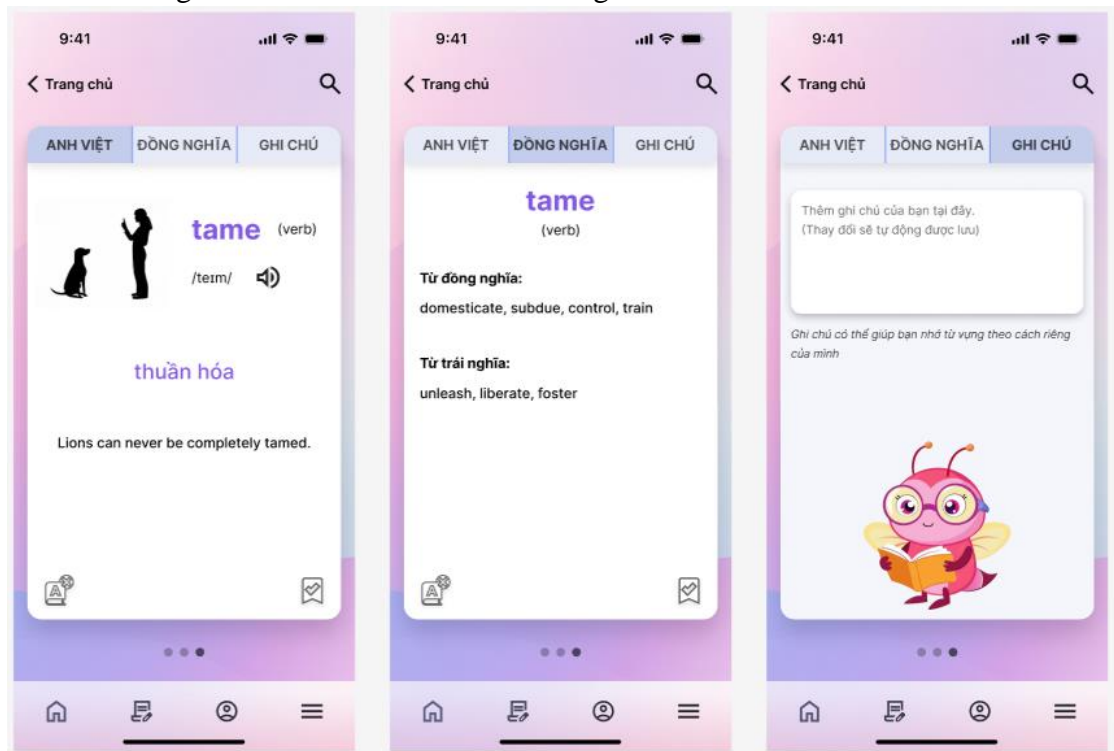 9:41
Trang chủ
ANH VIỆT ĐỒNG NGHĨA GHI CHÚ
tame (verb)
/teɪm/
thuần hóa
Lions can never be completely tamed.
A
9:41
Trang chủ
ANH VIỆT ĐỒNG NGHĨA GHI CHÚ
tame
(verb)
Từ đồng nghĩa:
domesticate, subdue, control, train
Từ trái nghĩa:
unleash, liberate, foster
A
9:41
Trang chủ
ANH VIỆT ĐỒNG NGHĨA GHI CHÚ
Thêm ghi chú của bạn tại đây.
(Thay đổi sẽ tự động được lưu)
Ghi chú có thể giúp bạn nhớ từ vựng theo cách riêng
của mình